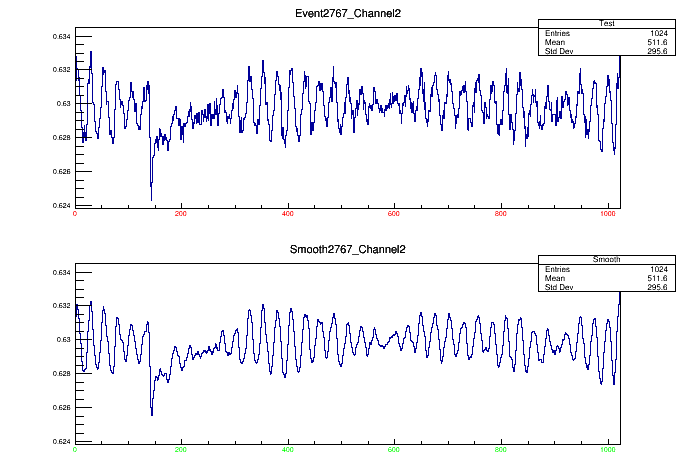 Event2767_Channel2
Test
Entries 1024
Mean 511.6
Std Dev 295.6
0.634
0.632
0.63
0.628
0.626
0.624
0 200 400 600 800 1000
Smooth2767_Channel2
Smooth
Entries 1024
Mean 511.6
Std Dev 295.6
0.634
0.632
0.63
0.628
0.626
0.624
0 200 400 600 800 1000